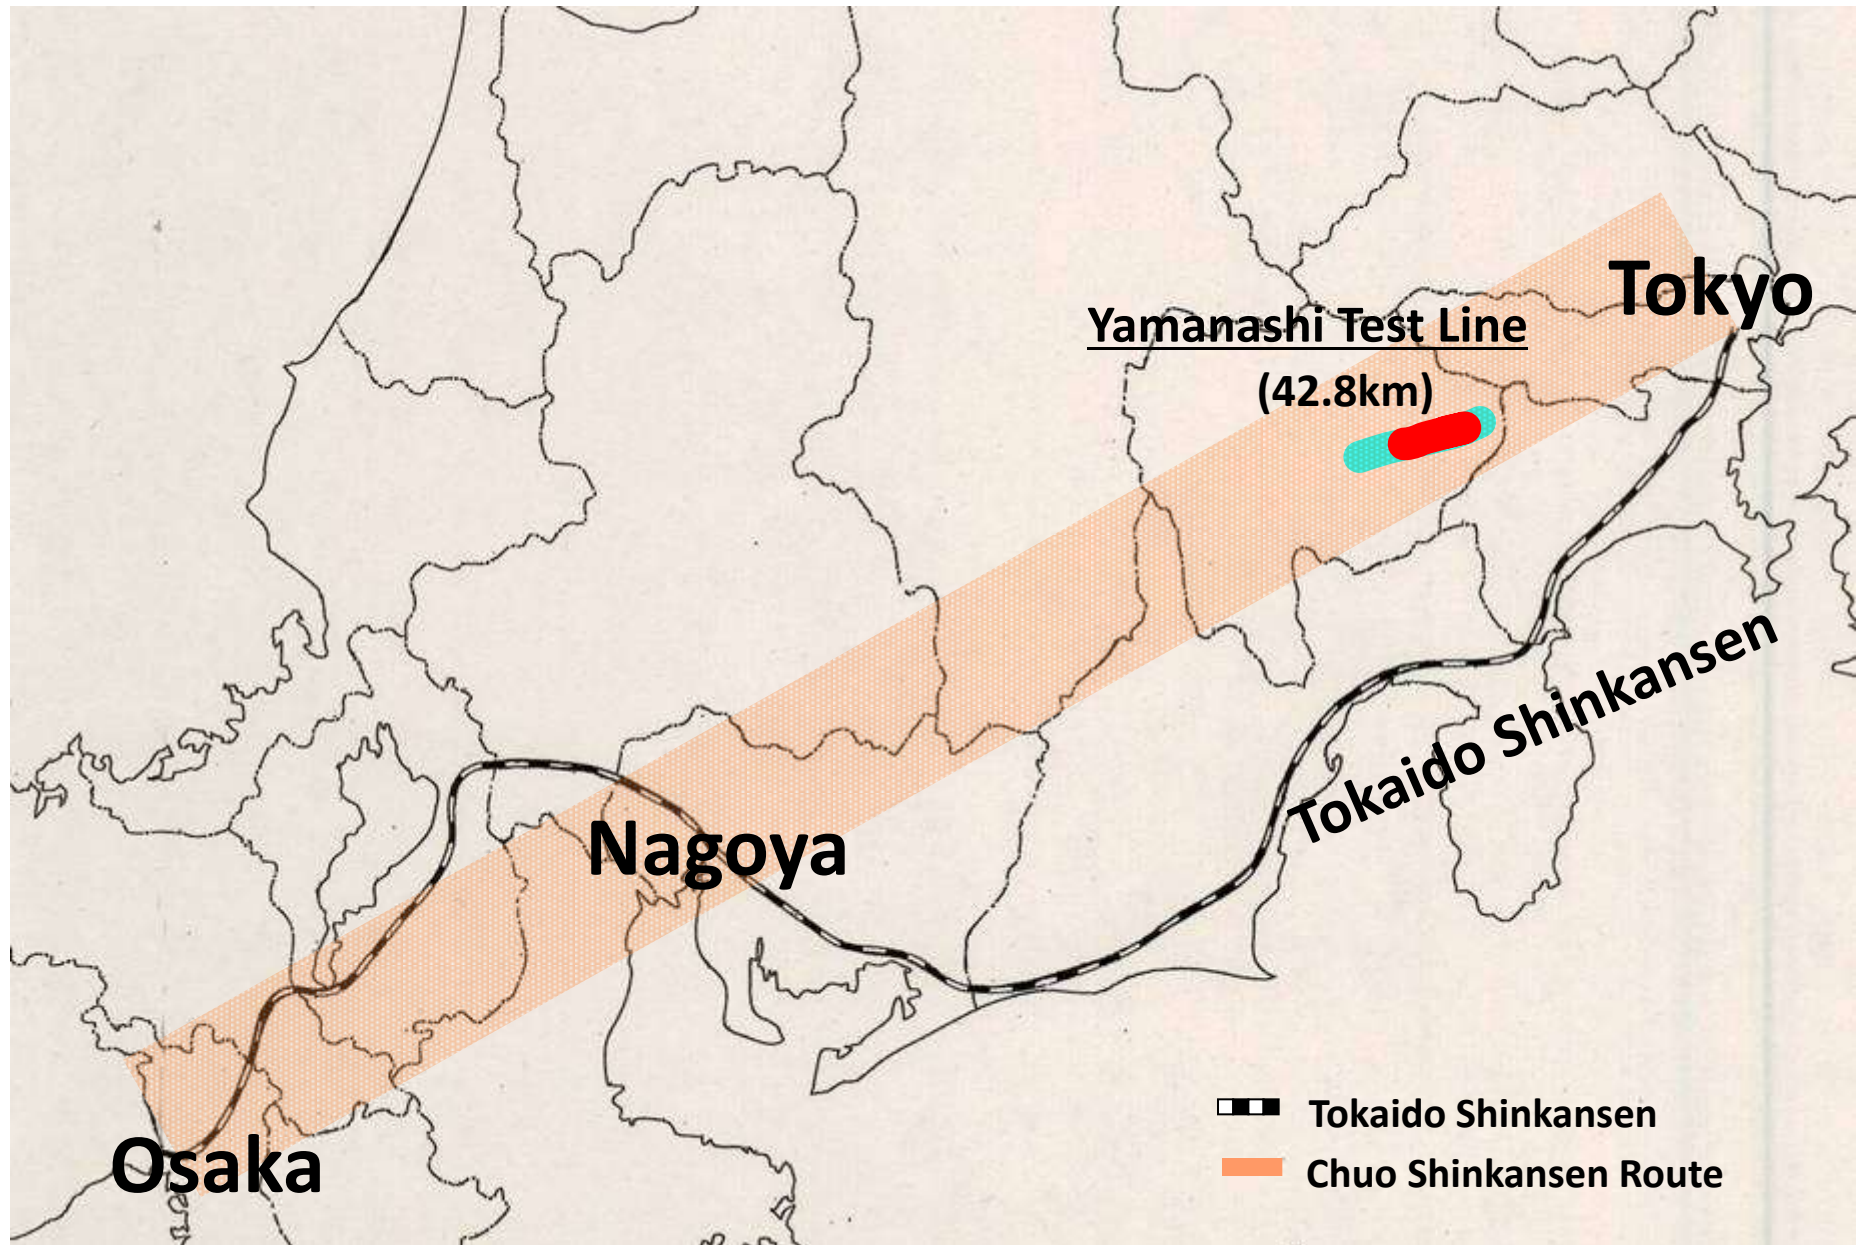 Tokyo
Yamanashi Test Line
(42.8km)
Tokaido Shinkansen
Nagoya
Osaka
Tokaido Shinkansen
Chuo Shinkansen Route